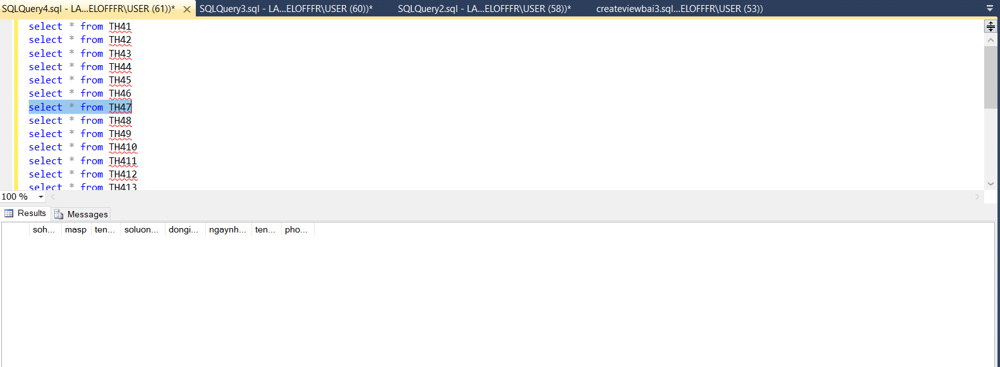 SQLQuery4.sql - LA...ELOFFFR\USER (61))* SQLQuery3.sql - LA...ELOFFFR\USER (60))* SQLQuery2.sql - LA...ELOFFFR\USER (58))* createviewbai3.sql...ELOFFFR\USER (53))
select * from TH41
select * from TH42
select * from TH43
select * from TH44
select * from TH45
select * from TH46
select * from TH47
select * from TH48
select * from TH49
select * from TH410
select * from TH411
select * from TH412
select * from TH413
100 %
Results Messages
soh... masp ten... soluon... dongi... ngaynh... ten... pho...